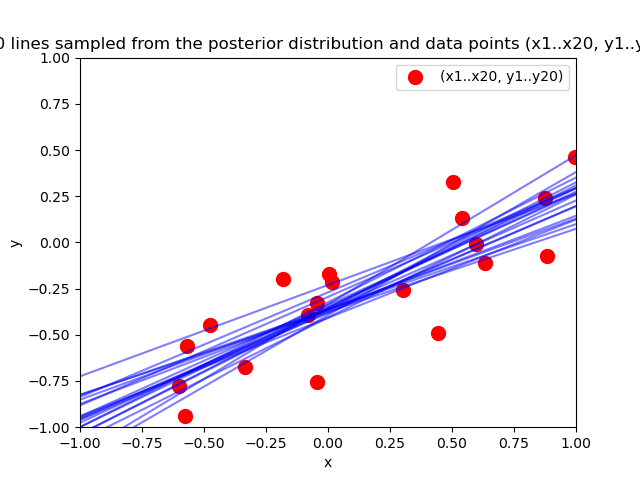 lines sampled from the posterior distribution and data points (x1..x20, y1..y
1.00
0.75
0.50
0.25
0.00
−0.25
−0.50
−0.75
−1.00
y
(x1..x20, y1..y20)
−1.00 −0.75 −0.50 −0.25 0.00 0.25 0.50 0.75 1.00
x